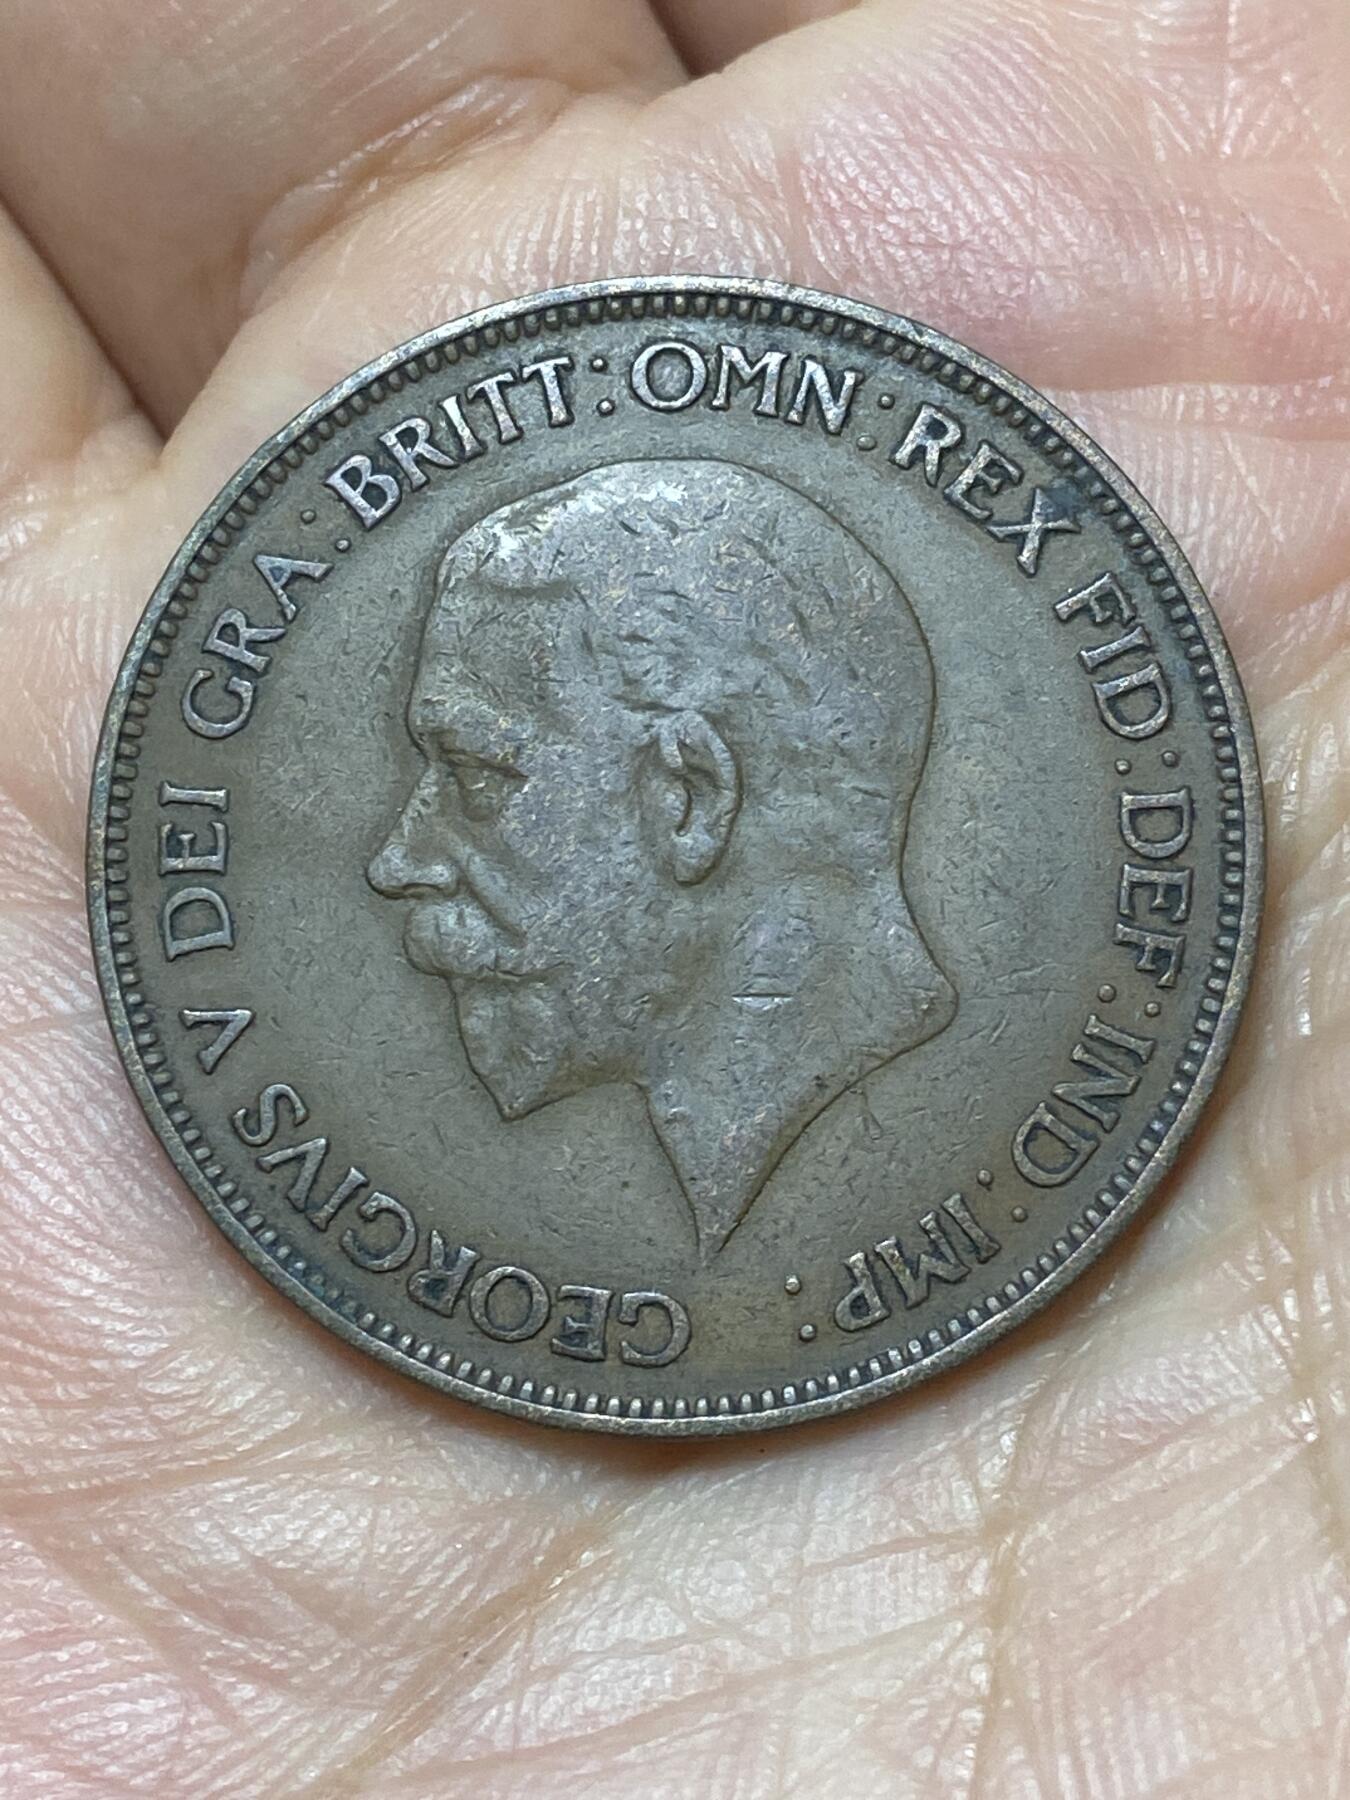 GEORGIVS V DEI GRA: BRITT: OMN: REX FID: DEF: IND: IMP: